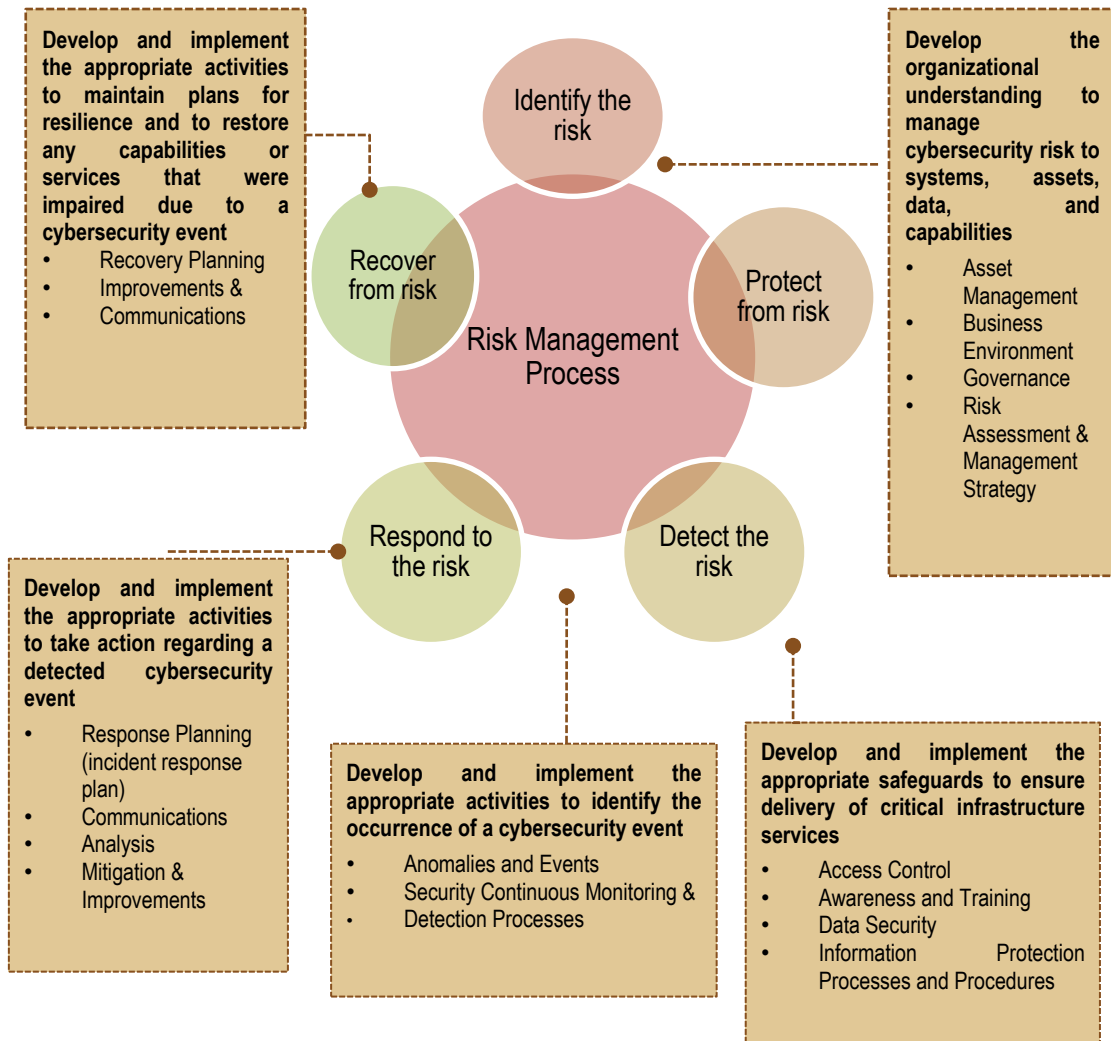 Develop and implement
the appropriate activities
to maintain plans for
resilience and to restore
any capabilities or
services that were
impaired due to a
cybersecurity event
• Recovery Planning
• Improvements &
• Communications
Identify the
risk
Develop the
organizational
understanding to
manage
cybersecurity risk to
systems, assets,
data, and
capabilities
• Asset
Management
• Business
Environment
• Governance
• Risk
Assessment &
Management
Strategy
Recover
from risk
Protect
from risk
Risk Management
Process
Respond to
the risk
Detect the
risk
Develop and implement
the appropriate activities
to take action regarding a
detected cybersecurity
event
• Response Planning
(incident response
plan)
• Communications
• Analysis
• Mitigation &
Improvements
Develop and implement the
appropriate activities to identify the
occurrence of a cybersecurity event
• Anomalies and Events
• Security Continuous Monitoring &
• Detection Processes
Develop and implement the
appropriate safeguards to ensure
delivery of critical infrastructure
services
• Access Control
• Awareness and Training
• Data Security
• Information Protection
Processes and Procedures